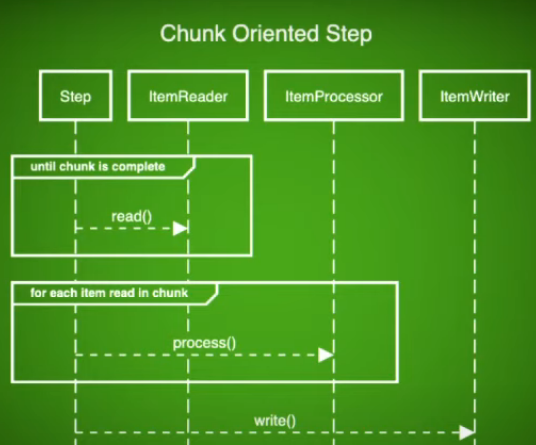 Chunk Oriented Step
Step ItemReader ItemProcessor ItemWriter
until chunk is complete
read()
for each item read in chunk
process()
write()